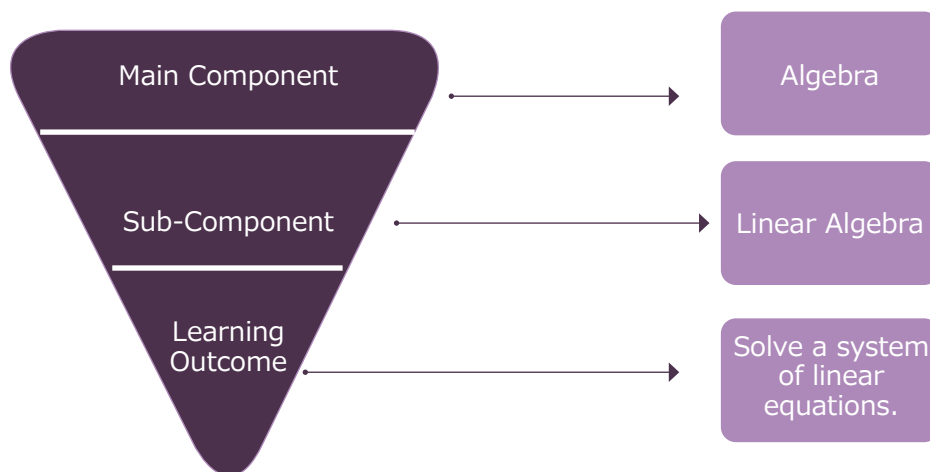 Main Component
Algebra
Sub-Component
Linear Algebra
Learning
Outcome
Solve a system
of linear
equations.